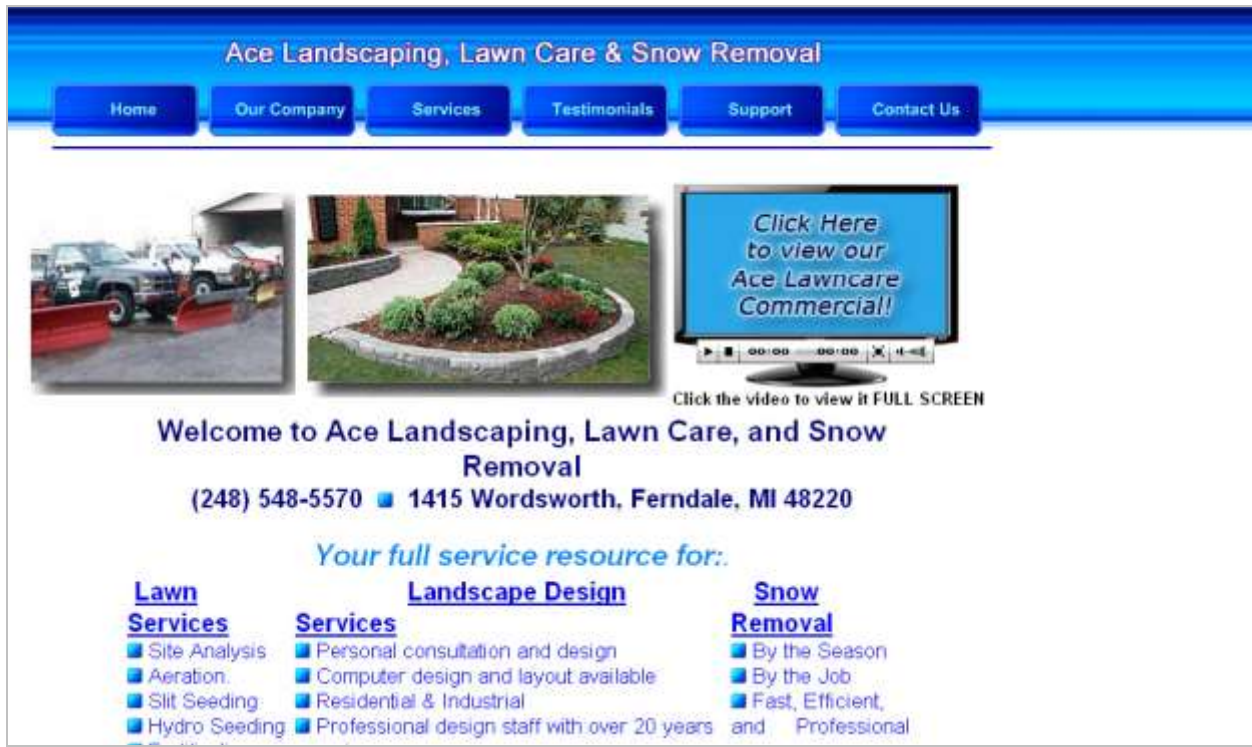 Ace Landscaping, Lawn Care & Snow Removal
Home Our Company Services Testimonials Support Contact Us
Click Here
to view our
Ace Lawncare
Commercial!
00:00 00:00
Click the video to view it FULL SCREEN
Welcome to Ace Landscaping, Lawn Care, and Snow
Removal
(248) 548-5570 1415 Wordsworth, Ferndale, MI 48220
Your full service resource for:.
Lawn
Services
Site Analysis
Aeration.
Slit Seeding
Hydro Seeding
Landscape Design
Services
Personal consultation and design
Computer design and layout available
Residential & Industrial
Professional design staff with over 20 years
Snow
Removal
By the Season
By the Job
Fast, Efficient,
and Professional